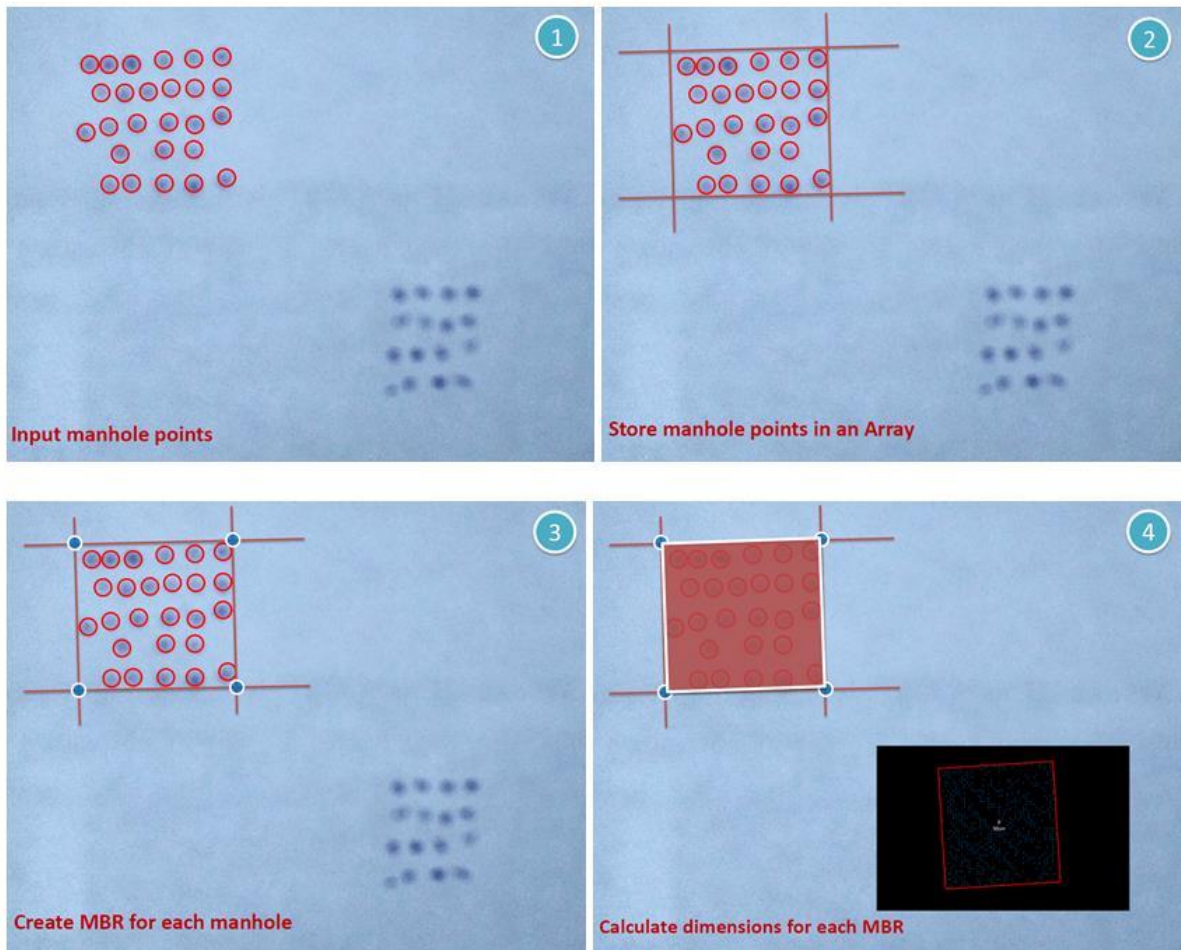 1
2
Input manhole points
Store manhole points in an Array
3
4
Create MBR for each manhole
Calculate dimensions for each MBR